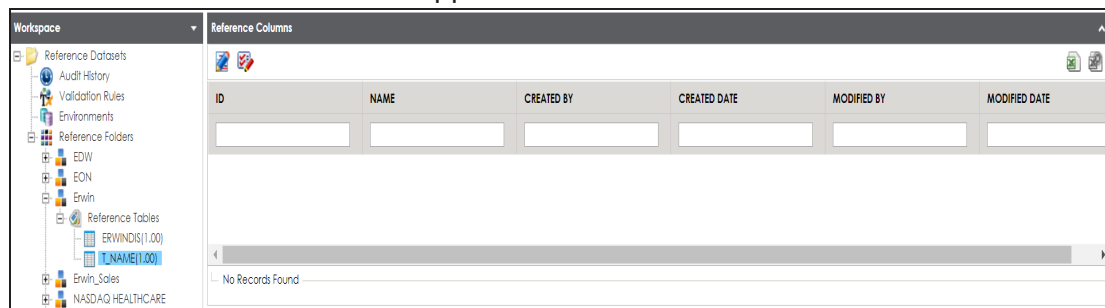 Workspace
Reference Datasets
Audit History
Validation Rules
Environments
Reference Folders
EDW
EON
Erwin
Reference Tables
ERWINDIS(1.00)
T_NAME(1.00)
Erwin_Sales
NASDAQ HEALTHCARE
Reference Columns
ID NAME CREATED BY CREATED DATE MODIFIED BY MODIFIED DATE
No Records Found